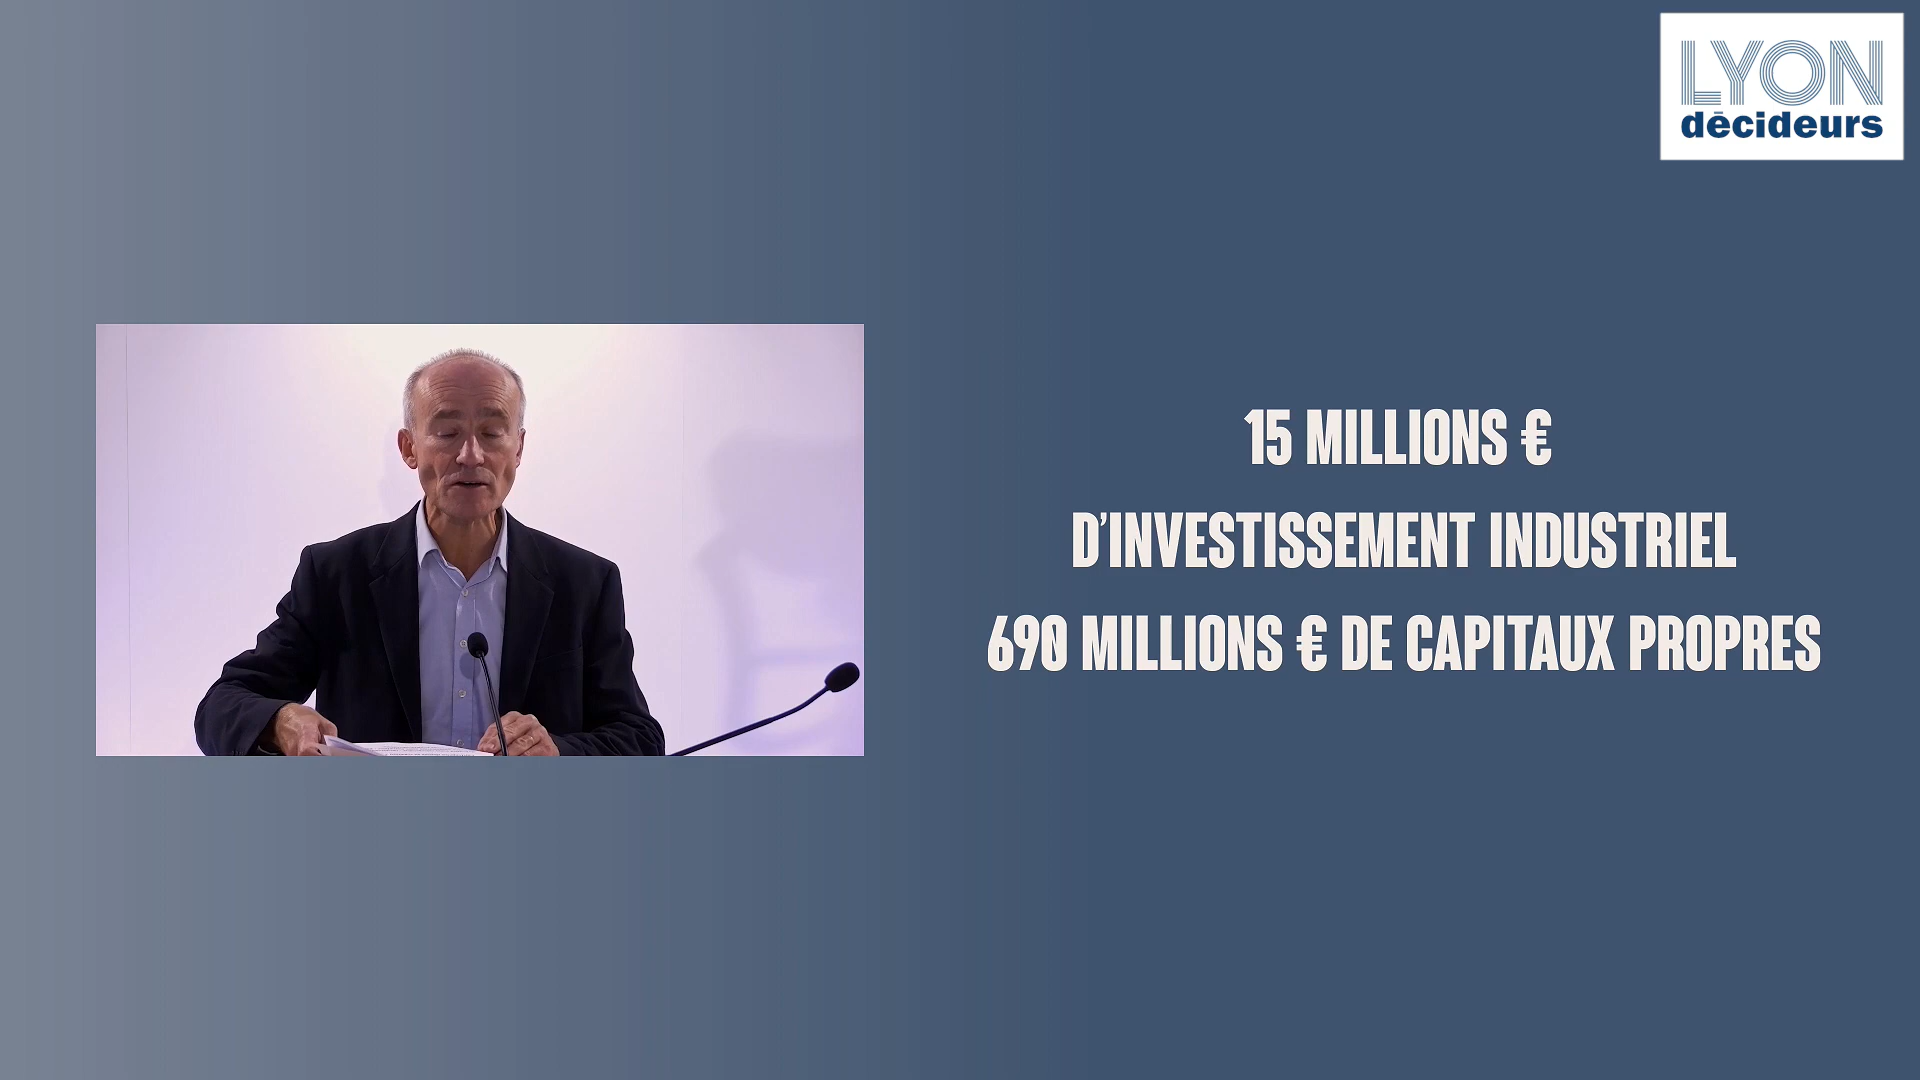 LYON
décideurs
15 MILLIONS €
D'INVESTISSEMENT INDUSTRIEL
690 MILLIONS € DE CAPITAUX PROPRES